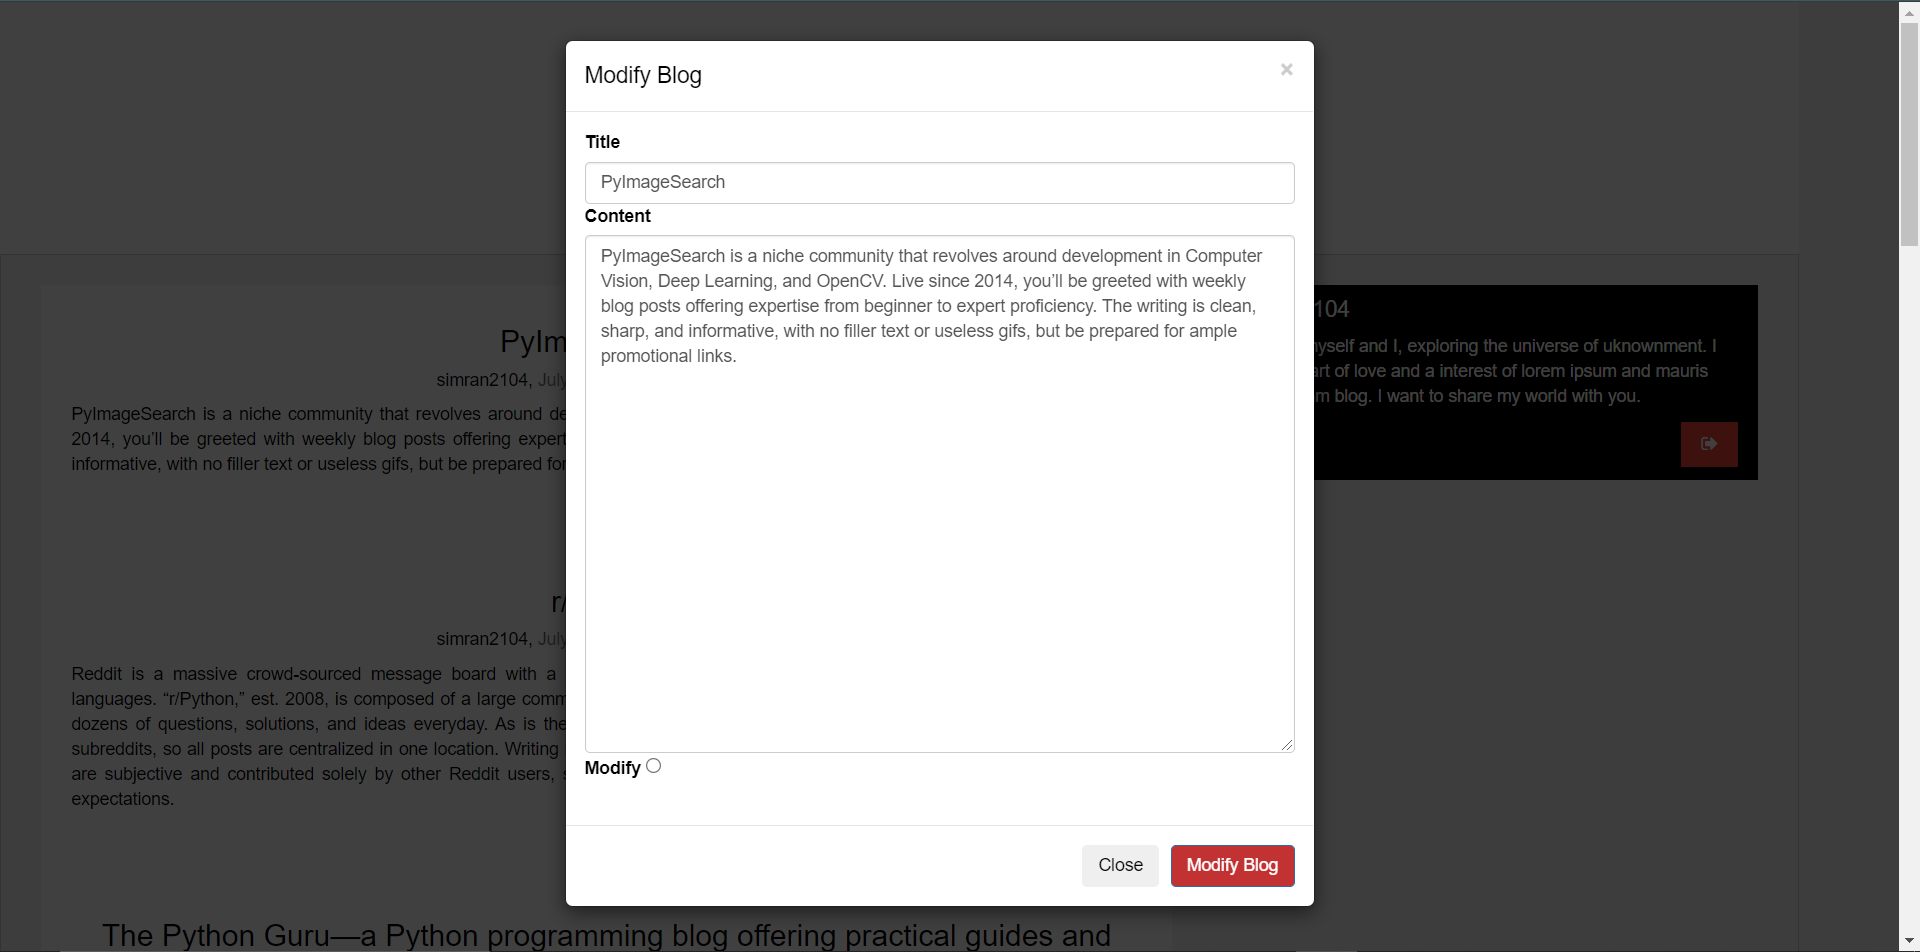 Modify Blog
×
Title
PyImageSearch
Content
PyImageSearch is a niche community that revolves around development in Computer
Vision, Deep Learning, and OpenCV. Live since 2014, you’ll be greeted with weekly
blog posts offering expertise from beginner to expert proficiency. The writing is clean,
sharp, and informative, with no filler text or useless gifs, but be prepared for ample
promotional links.
Modify
Close
Modify Blog
PyIm
simran2104, July
PyImageSearch is a niche community that revolves around de
2014, you’ll be greeted with weekly blog posts offering expert
informative, with no filler text or useless gifs, but be prepared for
r/
simran2104, July
Reddit is a massive crowd-sourced message board with a
languages. “r/Python,” est. 2008, is composed of a large comm
dozens of questions, solutions, and ideas everyday. As is the
subreddits, so all posts are centralized in one location. Writing
are subjective and contributed solely by other Reddit users, s
expectations.
The Python Guru—a Python programming blog offering practical guides and
104
yself and I, exploring the universe of uknownment. I
art of love and a interest of lorem ipsum and mauris
m blog. I want to share my world with you.